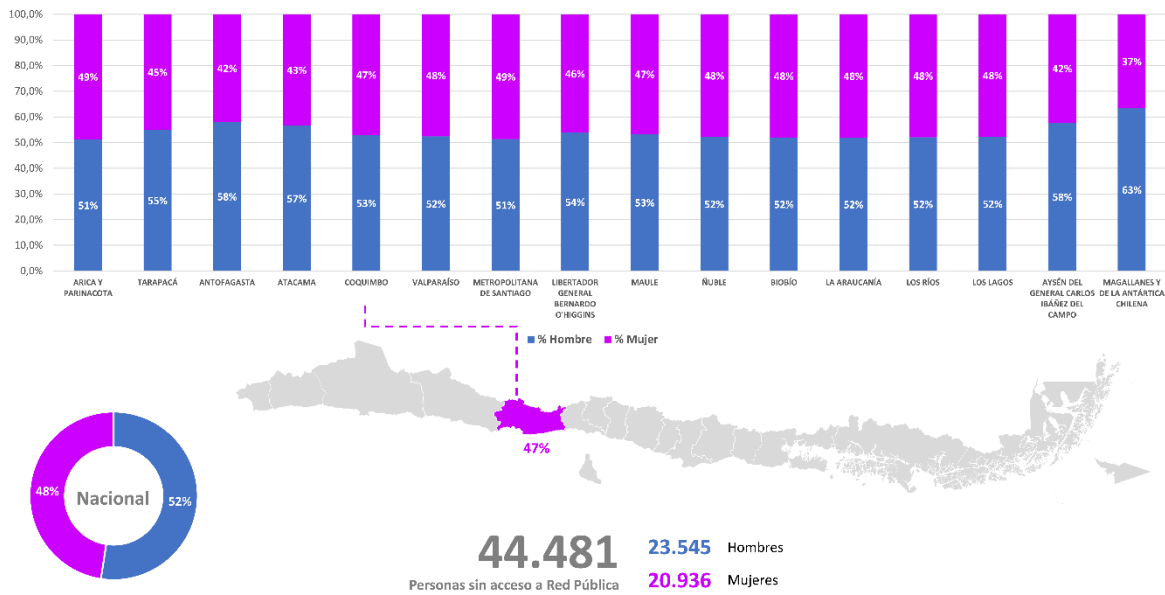 100,0%
90,0%
80,0%
70,0%
60,0%
50,0%
40,0%
30,0%
20,0%
10,0%
0,0%
49% 45% 42% 43% 47% 48% 49% 46% 47% 48% 48% 48% 48% 48% 42% 37%
51% 55% 58% 57% 53% 52% 51% 54% 53% 52% 52% 52% 52% 52% 58% 63%
ARICA Y
PARINACOTA
TARAPACÁ
ANTOFAGASTA
ATACAMA
COQUIMBO
VALPARAÍSO
METROPOLITANA
DE SANTIAGO
LIBERTADOR
GENERAL
BERNARDO
O'HIGGINS
MAULE
ÑUBLE
BIOBÍO
LA ARAUCANÍA
LOS RÍOS
LOS LAGOS
AYSÉN DEL
GENERAL CARLOS
IBÁÑEZ DEL
CAMPO
MAGALLANES Y
DE LA ANTÁRTICA
CHILENA
% Hombre % Mujer
47%
48% Nacional 52%
44.481
Personas sin acceso a Red Pública
23.545 Hombres
20.936 Mujeres